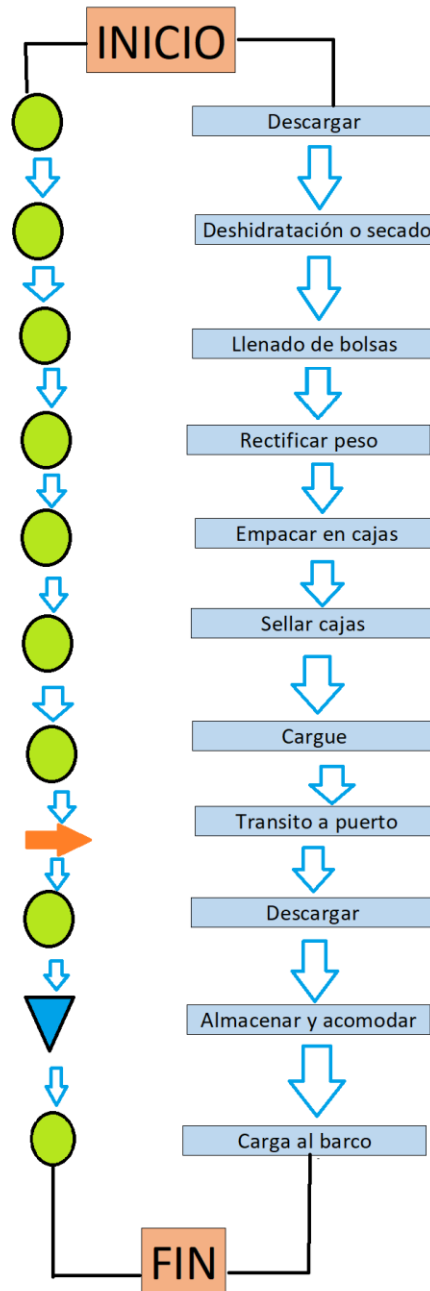 INICIO
Descargar
Deshidratación o secado
Llenado de bolsas
Rectificar peso
Empacar en cajas
Sellar cajas
Cargue
Transito a puerto
Descargar
Almacenar y acomodar
Carga al barco
FIN